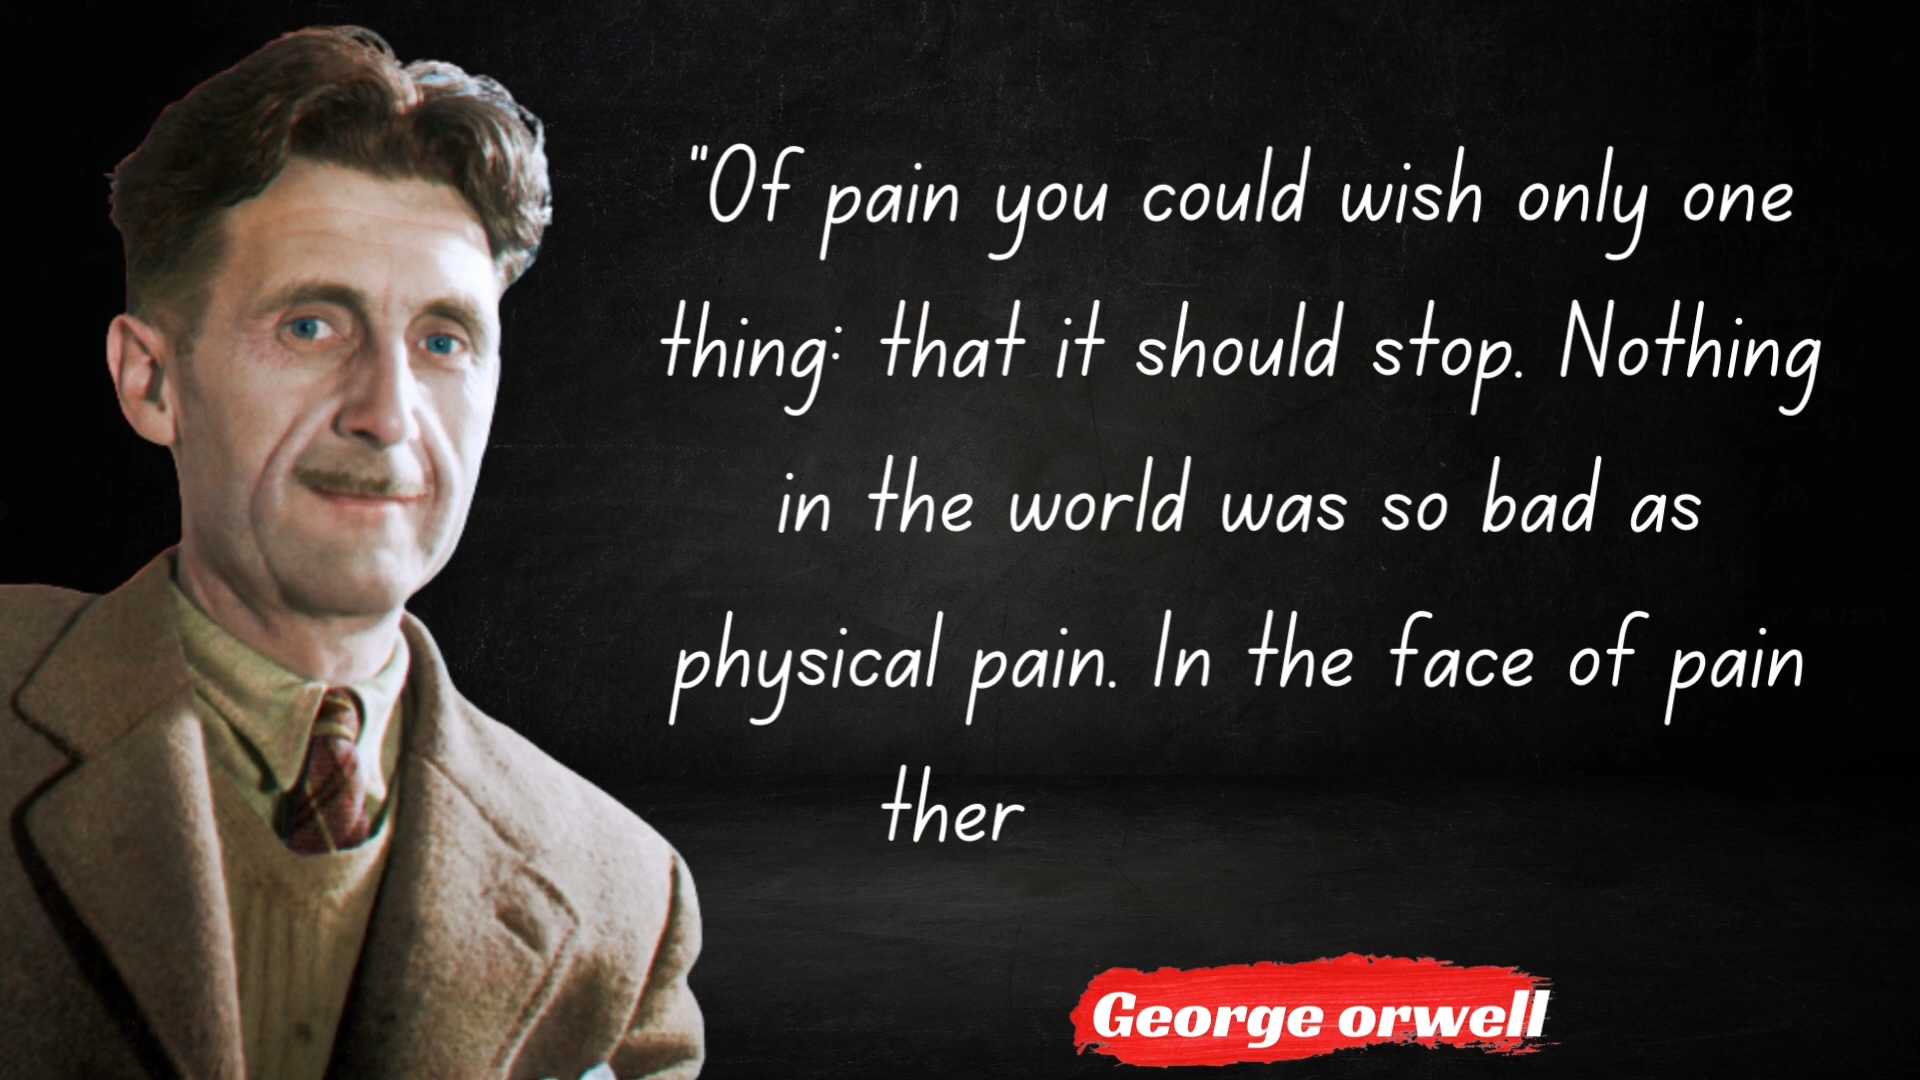 "Of pain you could wish only one
thing: that it should stop. Nothing
in the world was so bad as
physical pain. In the face of pain
ther
George orwell